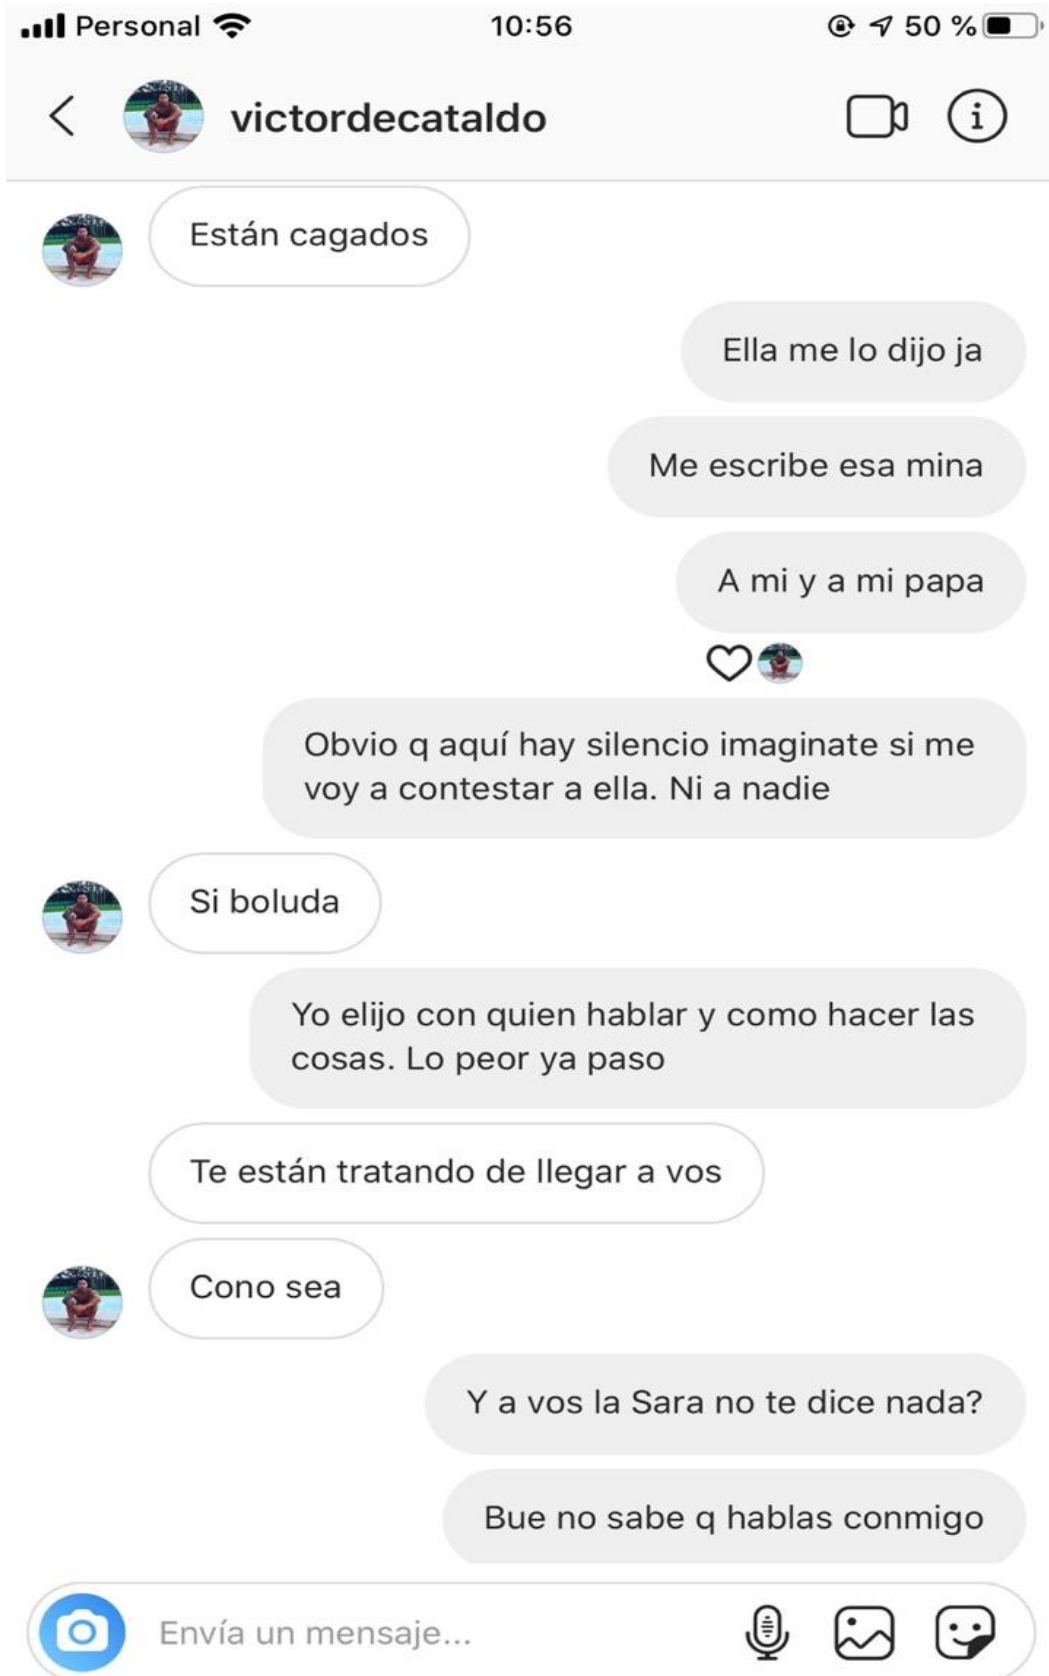 Personal 10:56 50 %
victordecataldo
Están cagados
Ella me lo dijo ja
Me escribe esa mina
A mi y a mi papa
Obvio q aquí hay silencio imaginate si me
voy a contestar a ella. Ni a nadie
Si boluda
Yo elijo con quien hablar y como hacer las
cosas. Lo peor ya paso
Te están tratando de llegar a vos
Cono sea
Y a vos la Sara no te dice nada?
Bue no sabe q hablas conmigo
Envía un mensaje...